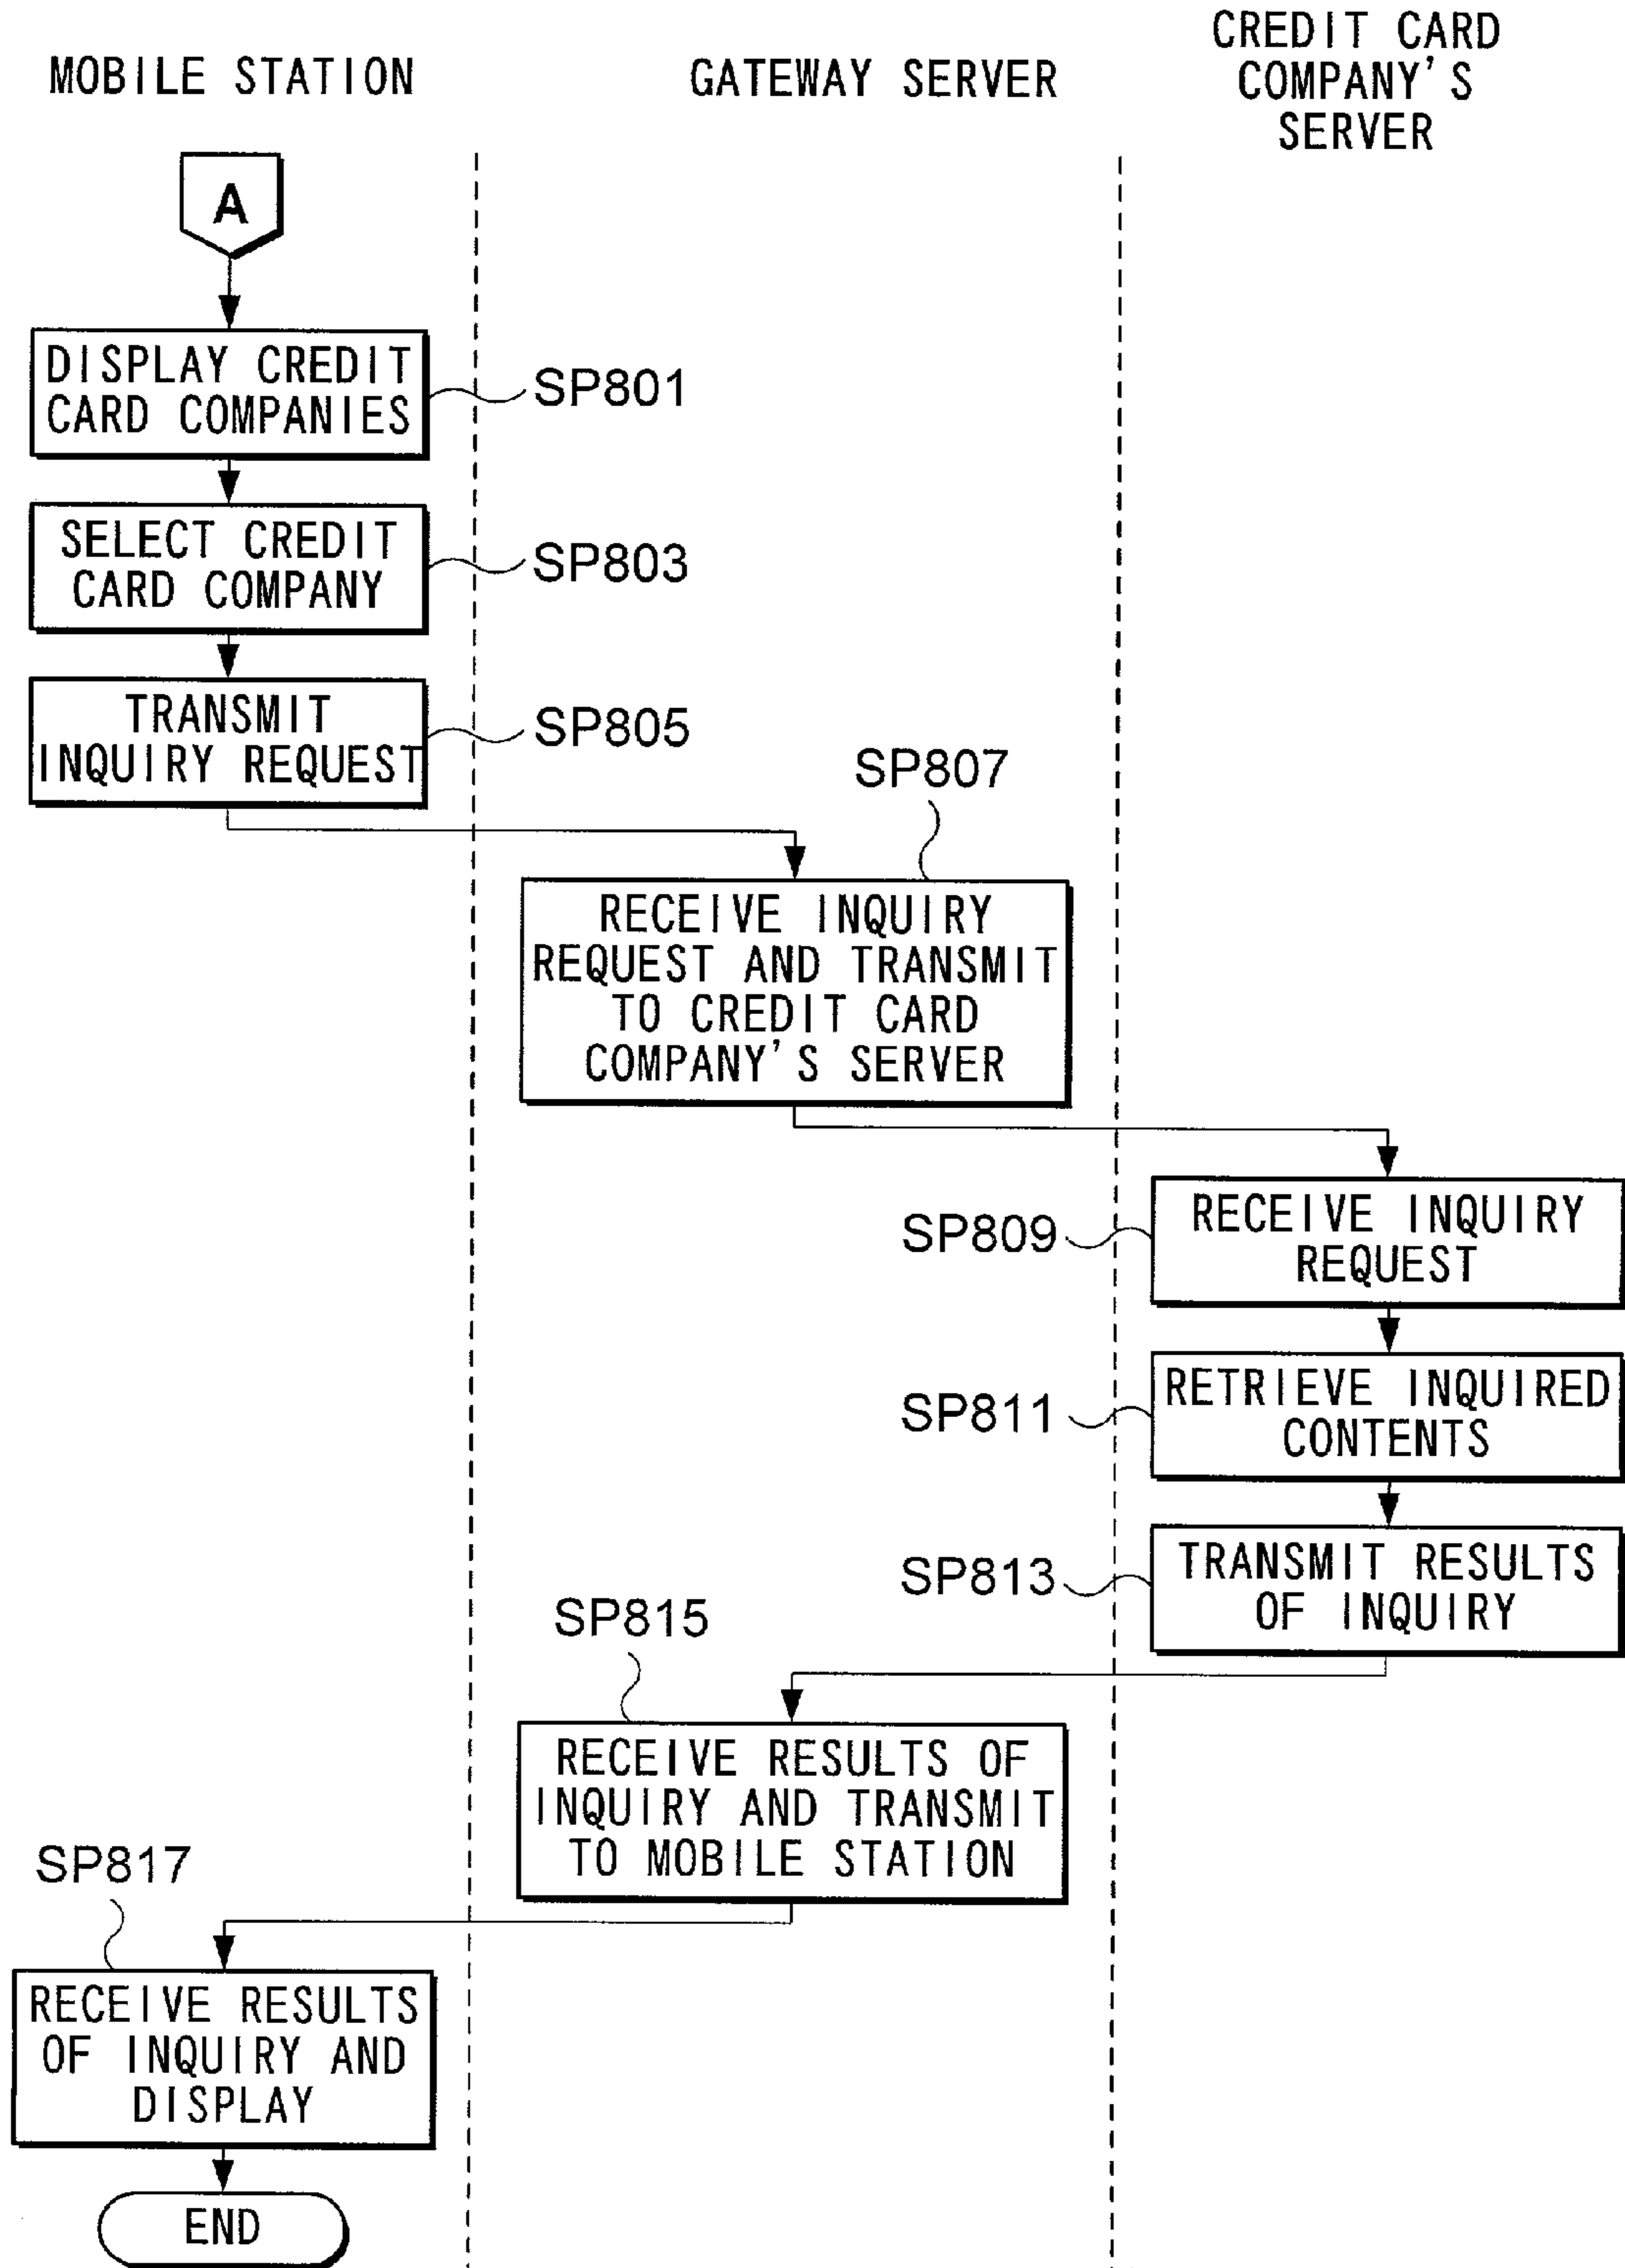 MOBILE STATION
GATEWAY SERVER
CREDIT CARD
COMPANY'S
SERVER
A
DISPLAY CREDIT
CARD COMPANIES
SP801
SELECT CREDIT
CARD COMPANY
SP803
TRANSMIT
INQUIRY REQUEST
SP805
SP807
RECEIVE INQUIRY
REQUEST AND TRANSMIT
TO CREDIT CARD
COMPANY'S SERVER
SP809
RECEIVE INQUIRY
REQUEST
SP811
RETRIEVE INQUIRED
CONTENTS
SP813
TRANSMIT RESULTS
OF INQUIRY
SP815
RECEIVE RESULTS OF
INQUIRY AND TRANSMIT
TO MOBILE STATION
SP817
RECEIVE RESULTS
OF INQUIRY AND
DISPLAY
END